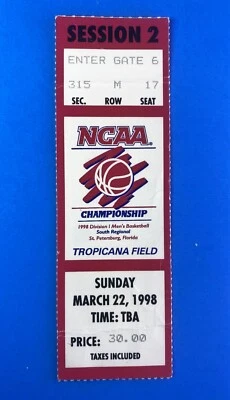 SESSION 2
ENTER GATE 6
315 M 17
SEC. ROW SEAT
NCAA
CHAMPIONSHIP
1998 Division I Men's Basketball
South Regional
St. Petersburg, Florida
TROPICANA FIELD
SUNDAY
MARCH 22, 1998
TIME: TBA
PRICE: 30.00
TAXES INCLUDED